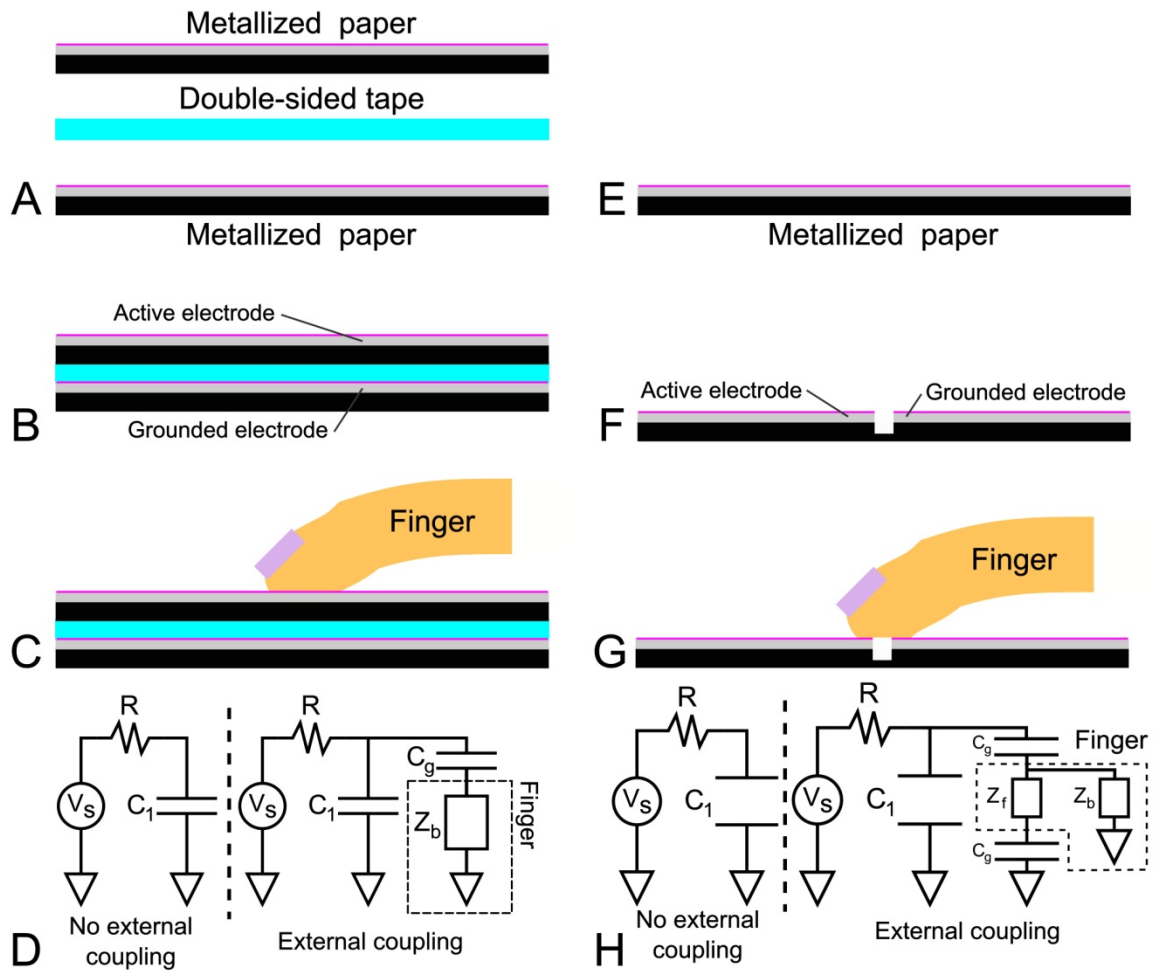 Metallized paper
Double-sided tape
A
Metallized paper
E
Metallized paper
Active electrode
B
Grounded electrode
Active electrode
Grounded electrode
F
Finger
C
Finger
G
R
Vs
C1
R
Vs
C1
Cg
Zb
Finger
D
No external
coupling
External coupling
R
Vs
C1
R
Vs
C1
Cg
Finger
Zf
Zb
Cg
H
No external
coupling
External coupling